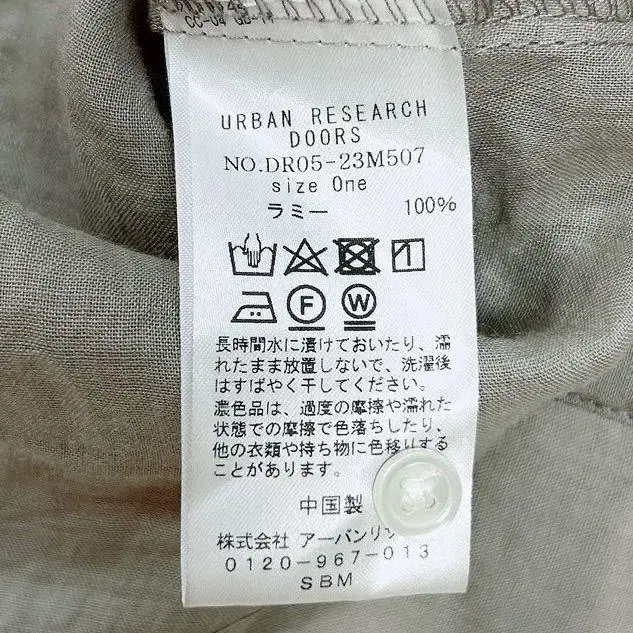 URBAN RESEARCH
DOORS
NO.DR05-23M507
size One
ラミー 100%
F W
長時間水に漬けておいたり、濡
れたまま放置しないで、洗濯後
はすばやく干してください。
濃色品は、過度の摩擦や濡れた
状態での摩擦で色落ちしたり、
他の衣類や持ち物に色移りする
ことがあります。
中国製
株式会社 アーバンリ
0120-967-013
SBM